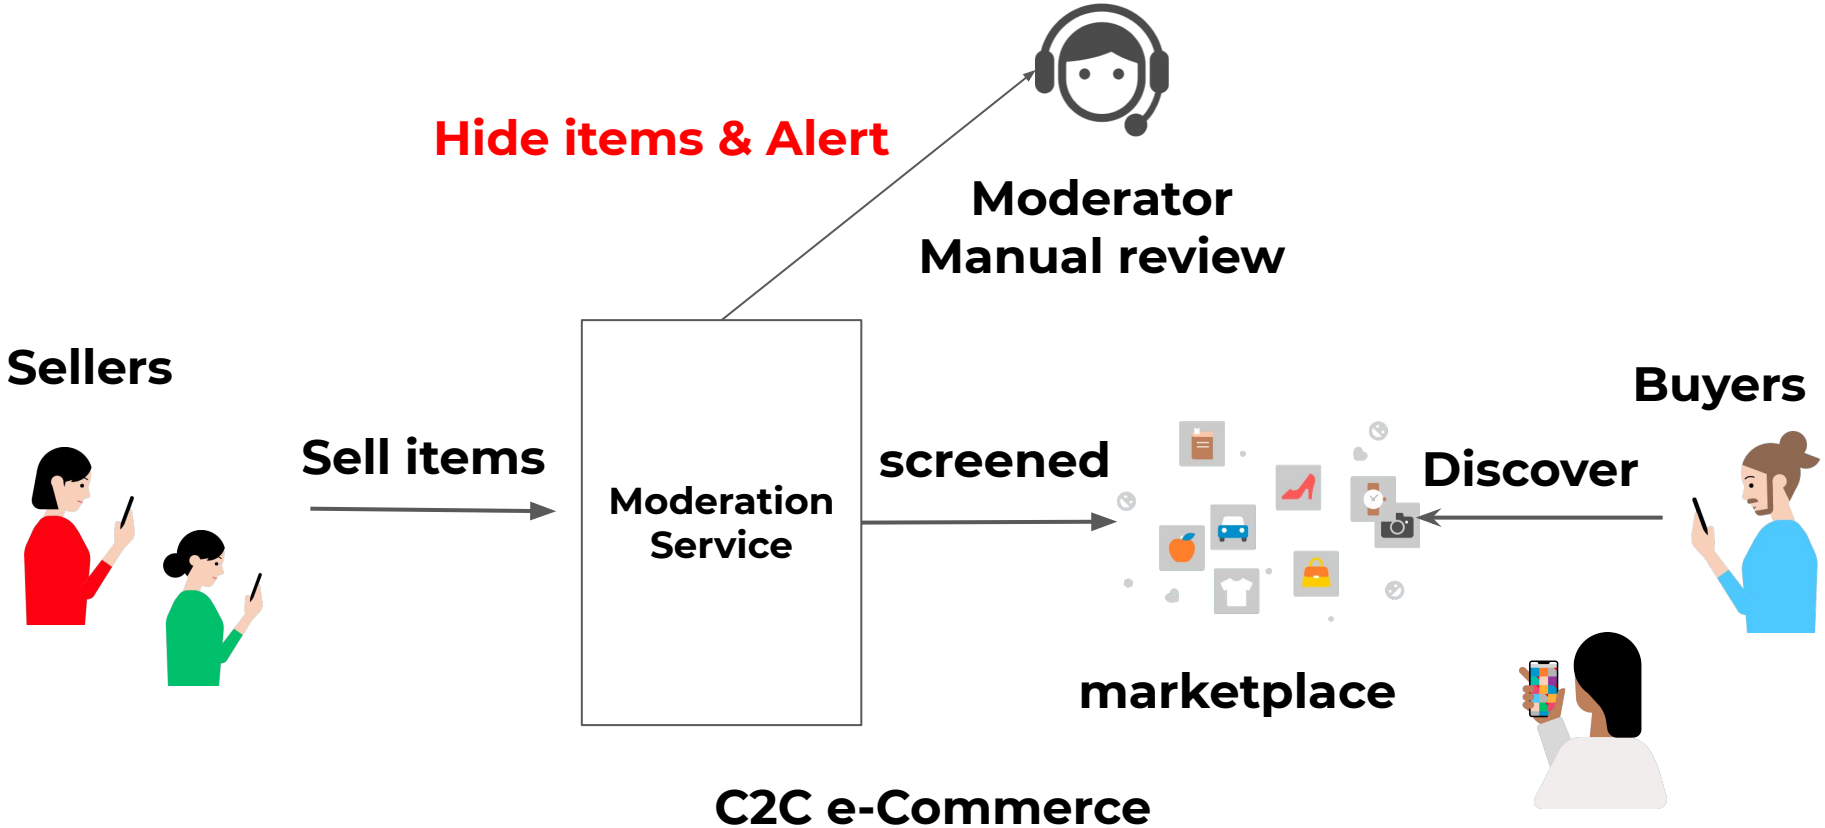 Hide items & Alert
Moderator
Manual review
Sellers
Buyers
Sell items
screened
Discover
Moderation
Service
marketplace
C2C e-Commerce